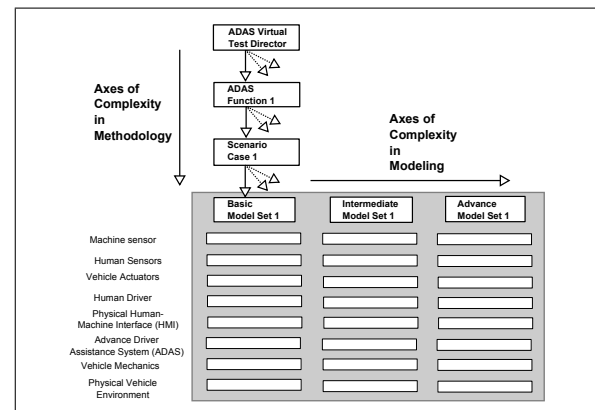 ADAS Virtual
Test Director
Axes of
Complexity
in
Methodology
ADAS
Function 1
Scenario
Case 1
Axes of
Complexity
in
Modeling
Basic
Model Set 1
Intermediate
Model Set 1
Advance
Model Set 1
Machine sensor
Human Sensors
Vehicle Actuators
Human Driver
Physical Human-
Machine Interface (HMI)
Advance Driver
Assistance System (ADAS)
Vehicle Mechanics
Physical Vehicle
Environment